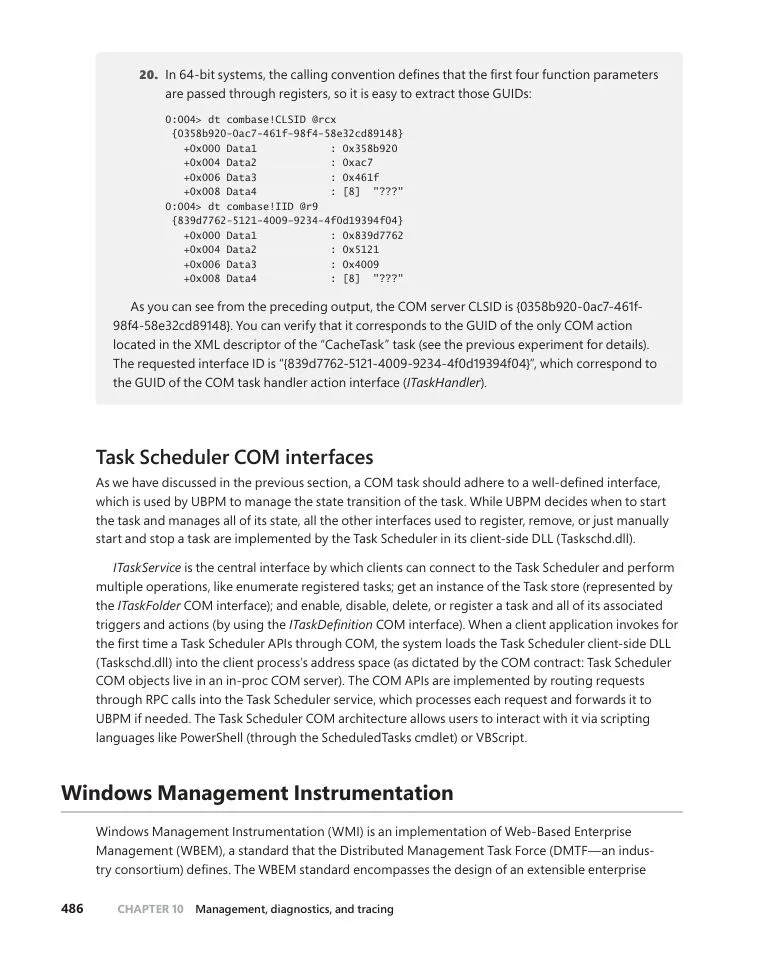 20. In 64-bit systems, the calling convention defines that the first four function parameters
are passed through registers, so it is easy to extract those GUIDs:
0:004> dt combase!CLSID @rcx
{0358b920-0ac7-461f-98f4-58e32cd89148}
+0x000 Data1 : 0x358b920
+0x004 Data2 : 0xac7
+0x006 Data3 : 0x461f
+0x008 Data4 : [8] "???"
0:004> dt combase!IID @r9
{839d7762-5121-4009-9234-4f0d19394f04}
+0x000 Data1 : 0x839d7762
+0x004 Data2 : 0x5121
+0x006 Data3 : 0x4009
+0x008 Data4 : [8] "???"
As you can see from the preceding output, the COM server CLSID is {0358b920-0ac7-461f-
98f4-58e32cd89148}. You can verify that it corresponds to the GUID of the only COM action
located in the XML descriptor of the “CacheTask” task (see the previous experiment for details).
The requested interface ID is “{839d7762-5121-4009-9234-4f0d19394f04}”, which correspond to
the GUID of the COM task handler action interface (ITaskHandler).
Task Scheduler COM interfaces
As we have discussed in the previous section, a COM task should adhere to a well-defined interface,
which is used by UBPM to manage the state transition of the task. While UBPM decides when to start
the task and manages all of its state, all the other interfaces used to register, remove, or just manually
start and stop a task are implemented by the Task Scheduler in its client-side DLL (Taskschd.dll).
ITaskService is the central interface by which clients can connect to the Task Scheduler and perform
multiple operations, like enumerate registered tasks; get an instance of the Task store (represented by
the ITaskFolder COM interface); and enable, disable, delete, or register a task and all of its associated
triggers and actions (by using the ITaskDefinition COM interface). When a client application invokes for
the first time a Task Scheduler APIs through COM, the system loads the Task Scheduler client-side DLL
(Taskschd.dll) into the client process’s address space (as dictated by the COM contract: Task Scheduler
COM objects live in an in-proc COM server). The COM APIs are implemented by routing requests
through RPC calls into the Task Scheduler service, which processes each request and forwards it to
UBPM if needed. The Task Scheduler COM architecture allows users to interact with it via scripting
languages like PowerShell (through the ScheduledTasks cmdlet) or VBScript.
Windows Management Instrumentation
Windows Management Instrumentation (WMI) is an implementation of Web-Based Enterprise
Management (WBEM), a standard that the Distributed Management Task Force (DMTF—an indus-
try consortium) defines. The WBEM standard encompasses the design of an extensible enterprise
486 CHAPTER 10 Management, diagnostics, and tracing